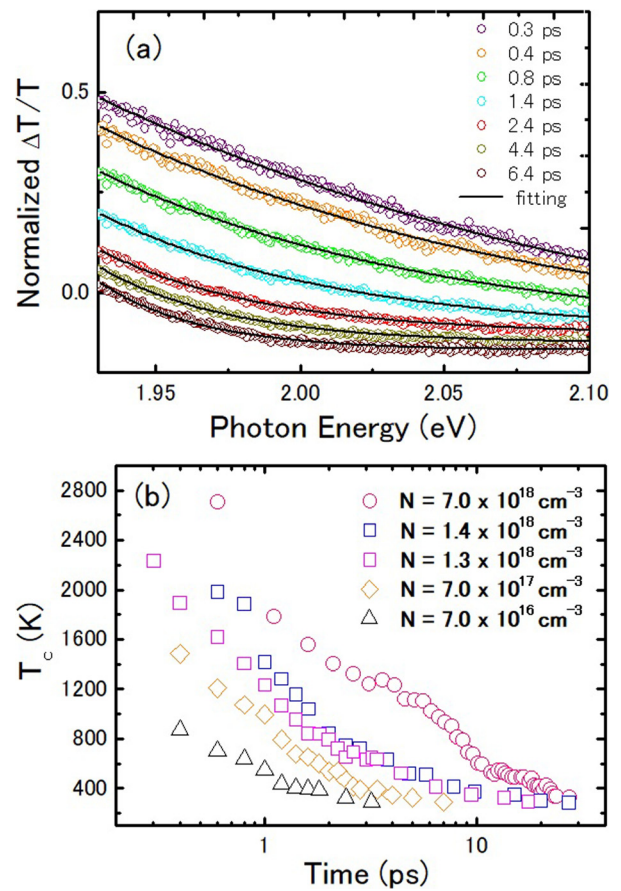 (a)
0.3 ps
0.4 ps
0.8 ps
1.4 ps
2.4 ps
4.4 ps
6.4 ps
fitting
Normalized ΔT/T
0.5
0.0
1.95 2.00 2.05 2.10
Photon Energy (eV)
(b)
N = 7.0 x 10¹⁸ cm⁻³
N = 1.4 x 10¹⁸ cm⁻³
N = 1.3 x 10¹⁸ cm⁻³
N = 7.0 x 10¹⁷ cm⁻³
N = 7.0 x 10¹⁶ cm⁻³
T_c (K)
2800
2400
2000
1600
1200
800
400
1 10
Time (ps)